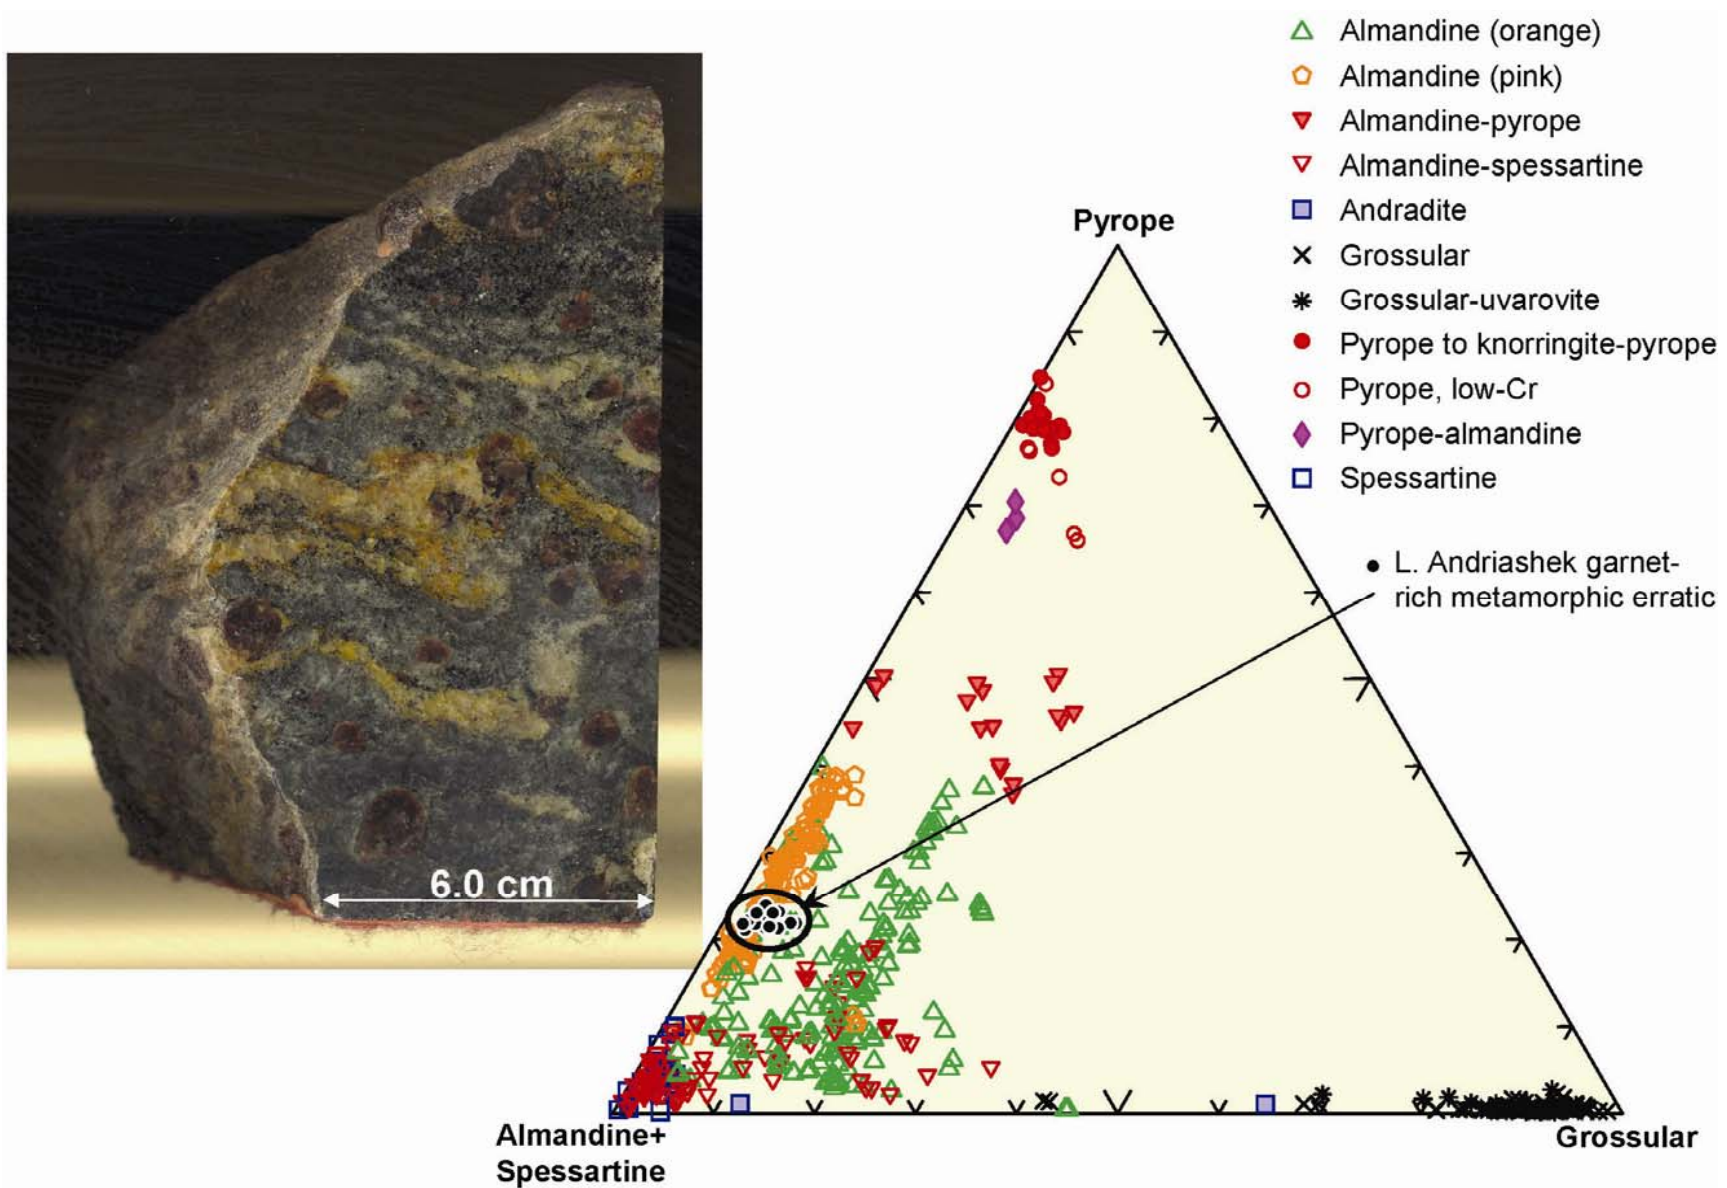 Almandine (orange)
Almandine (pink)
Almandine-pyrope
Almandine-spessartine
Andradite
Grossular
Grossular-uvarovite
Pyrope to knorringite-pyrope
Pyrope, low-Cr
Pyrope-almandine
Spessartine
Pyrope
L. Andriashek garnet-
rich metamorphic erratic
6.0 cm
Almandine+
Spessartine
Grossular